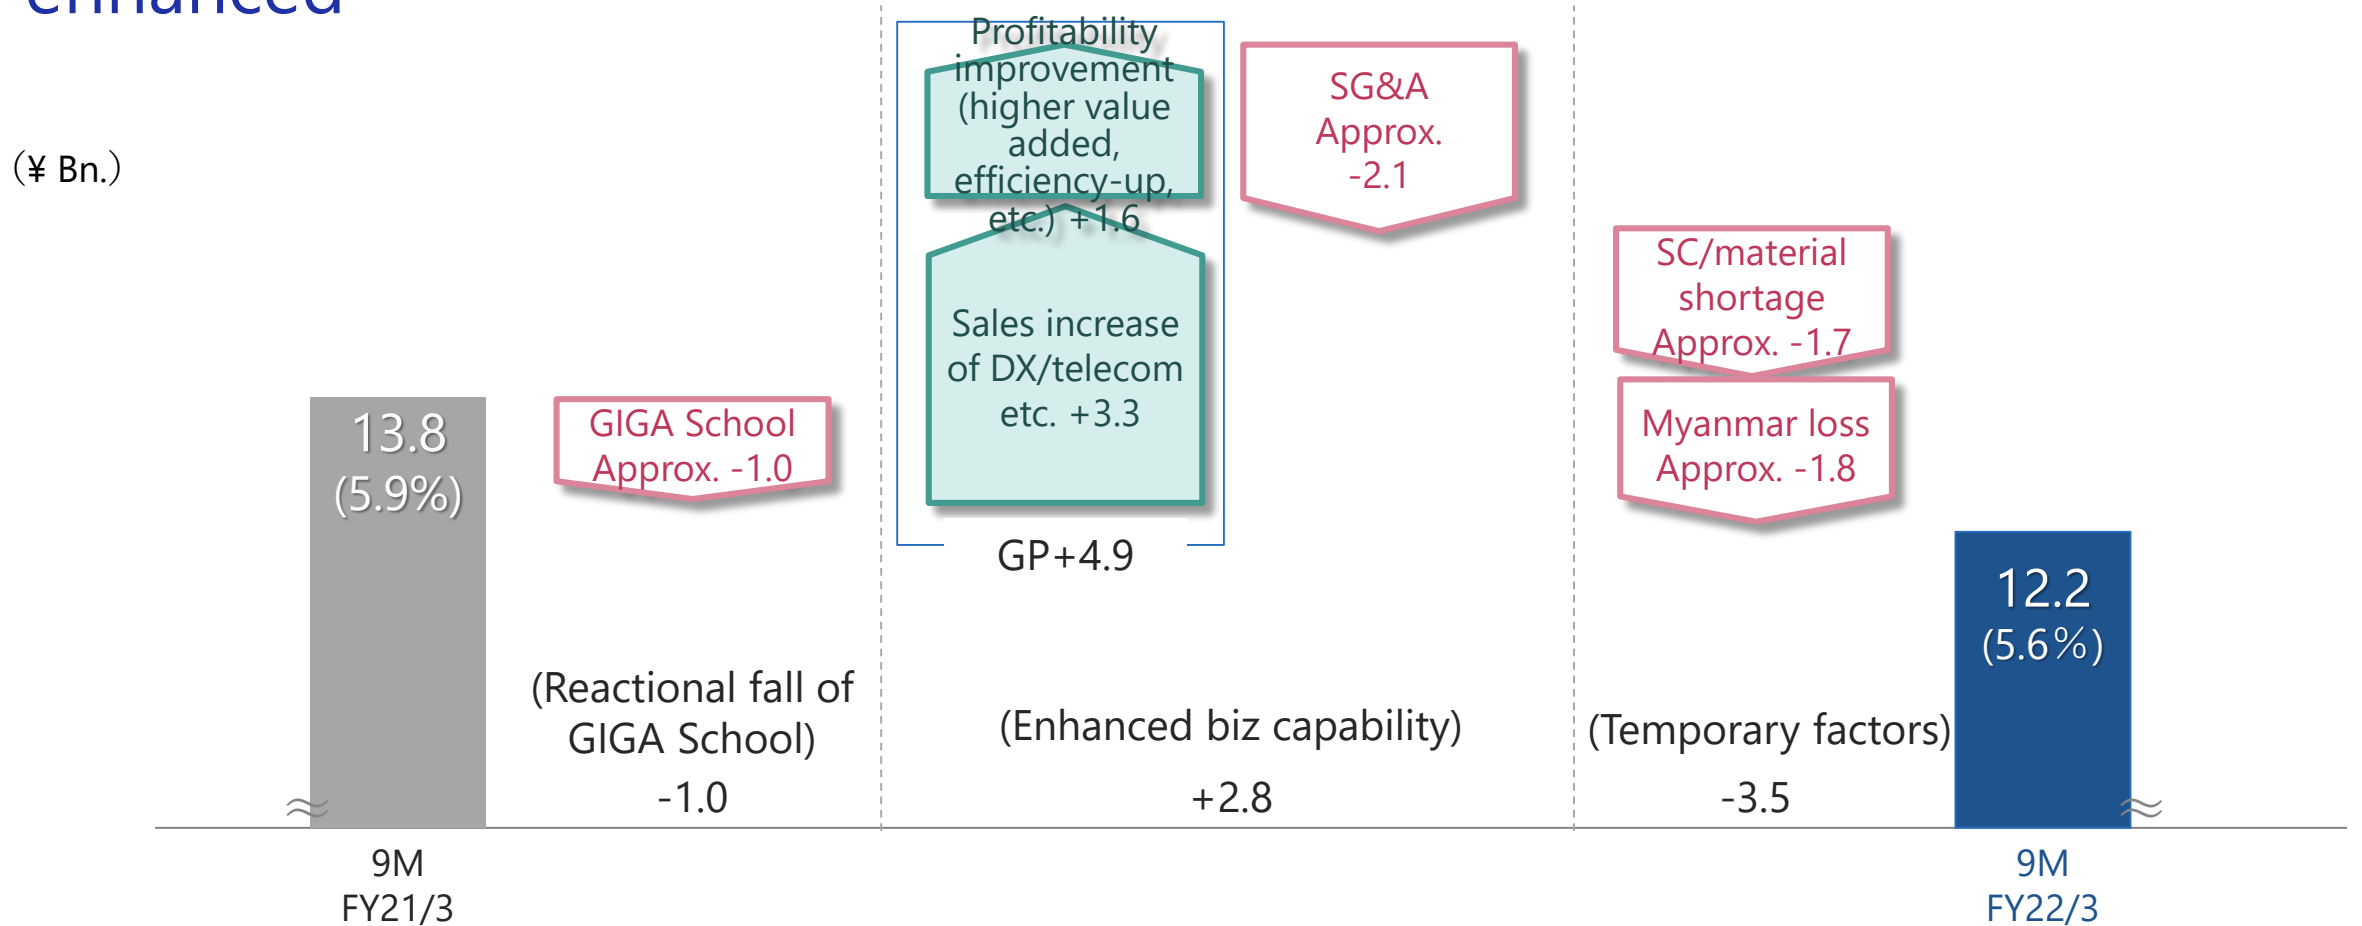 enhanced
（¥ Bn.）
Profitability
improvement
(higher value
added,
efficiency-up,
etc.) +1.6
SG&A
Approx.
-2.1
SC/material
shortage
Approx. -1.7
Sales increase
of DX/telecom
etc. +3.3
13.8
(5.9%)
GIGA School
Approx. -1.0
Myanmar loss
Approx. -1.8
GP+4.9
12.2
(5.6％)
(Reactional fall of
GIGA School)
-1.0
(Enhanced biz capability)
+2.8
(Temporary factors)
-3.5
9M
FY21/3
9M
FY22/3